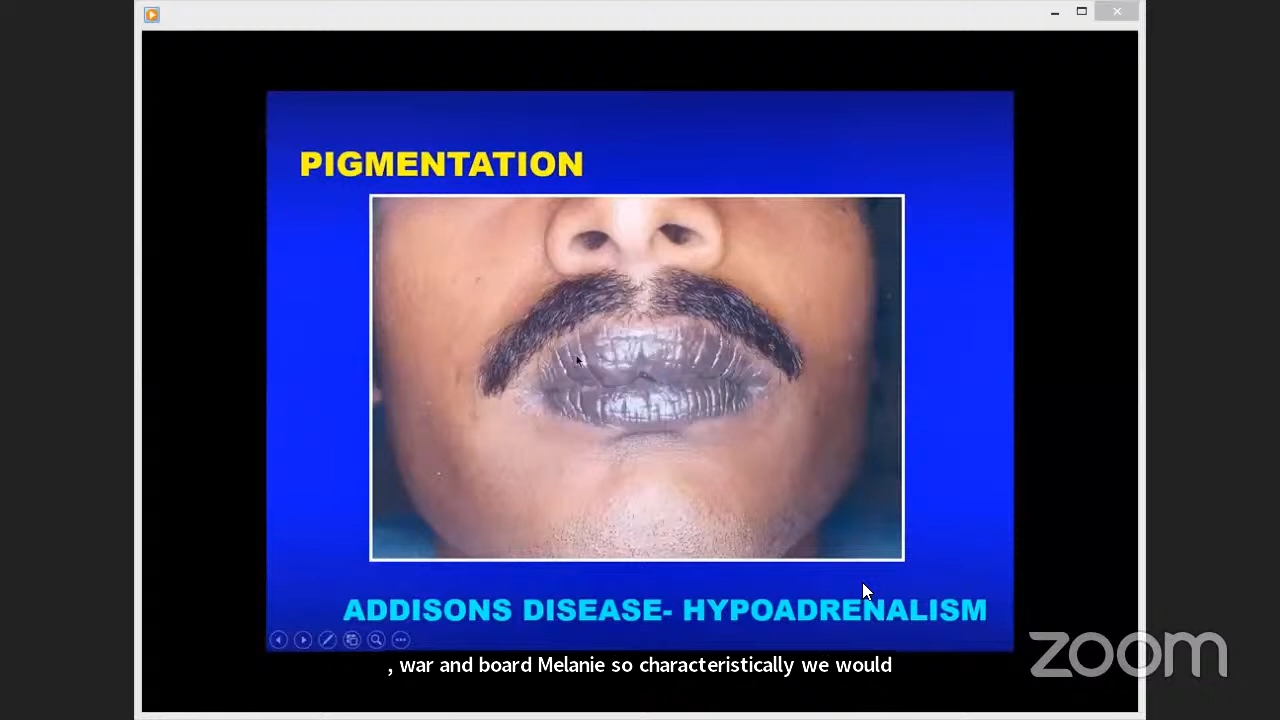 PIGMENTATION
ADDISONS DISEASE- HYPOADRENALISM
, war and board Melanie so characteristically we would
zoom